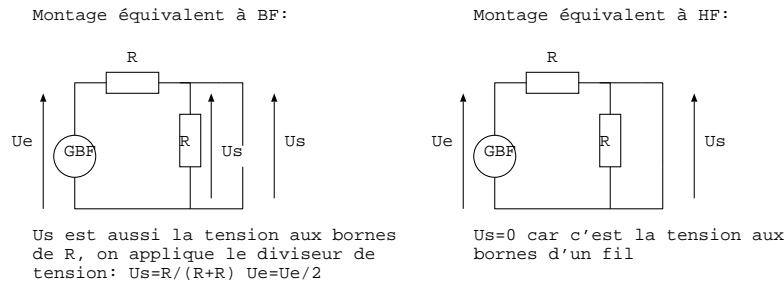 Montage équivalent à BF:
R
Ue
GBF
R
Us
Us
Us est aussi la tension aux bornes
de R, on applique le diviseur de
tension: Us=R/(R+R) Ue=Ue/2
Montage équivalent à HF:
R
Ue
GBF
R
Us
Us=0 car c'est la tension aux
bornes d'un fil